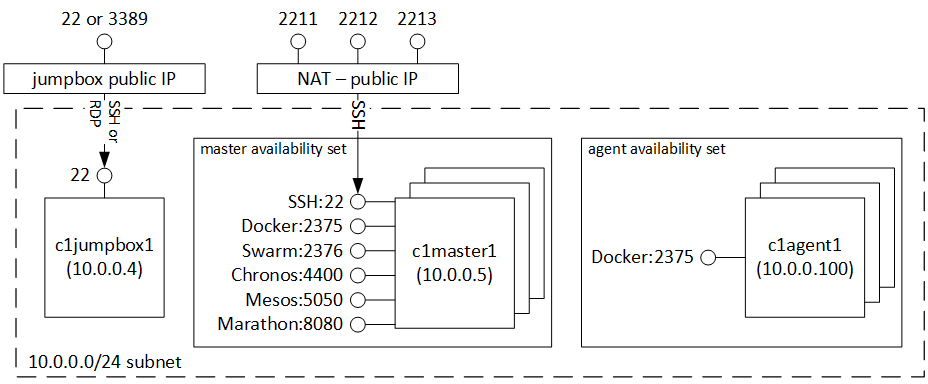 22 or 3389
2211
2212
2213
jumpbox public IP
NAT – public IP
SSH or
RDP
SSH
master availability set
agent availability set
22
c1jumpbox1
(10.0.0.4)
SSH:22
Docker:2375
Swarm:2376
Chronos:4400
Mesos:5050
Marathon:8080
c1master1
(10.0.0.5)
Docker:2375
c1agent1
(10.0.0.100)
10.0.0.0/24 subnet